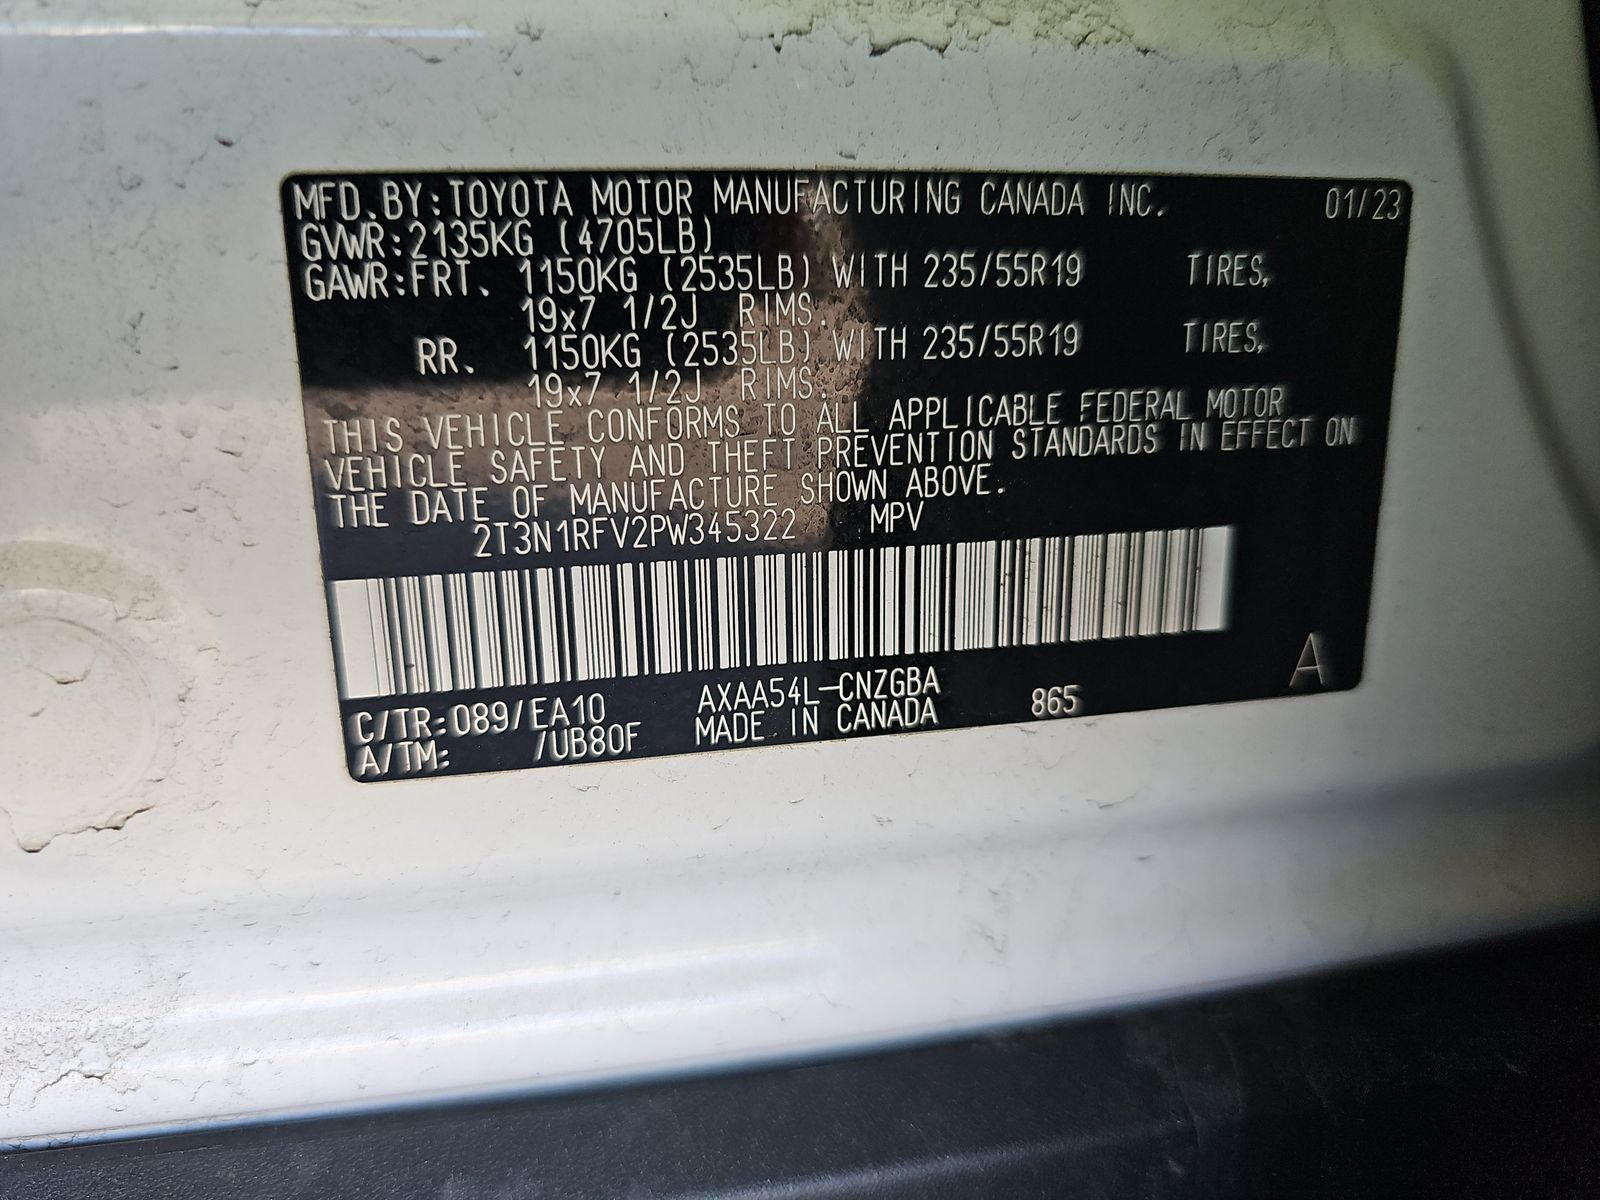 MFD.BY:TOYOTA MOTOR MANUFACTURING CANADA INC. 01/23
GVWR:2135KG (4705LB)
GAWR:FRT. 1150KG (2535LB) WITH 235/55R19 TIRES,
19x7 1/2J RIMS.
RR. 1150KG (2535LB) WITH 235/55R19 TIRES,
19x7 1/2J RIMS.
THIS VEHICLE CONFORMS TO ALL APPLICABLE FEDERAL MOTOR
VEHICLE SAFETY AND THEFT PREVENTION STANDARDS IN EFFECT ON
THE DATE OF MANUFACTURE SHOWN ABOVE.
2T3N1RFV2PW345322 MPV
A
C/TR:089/EA10 AXAA54L-CNZGBA 865
A/TM: /UB80F MADE IN CANADA